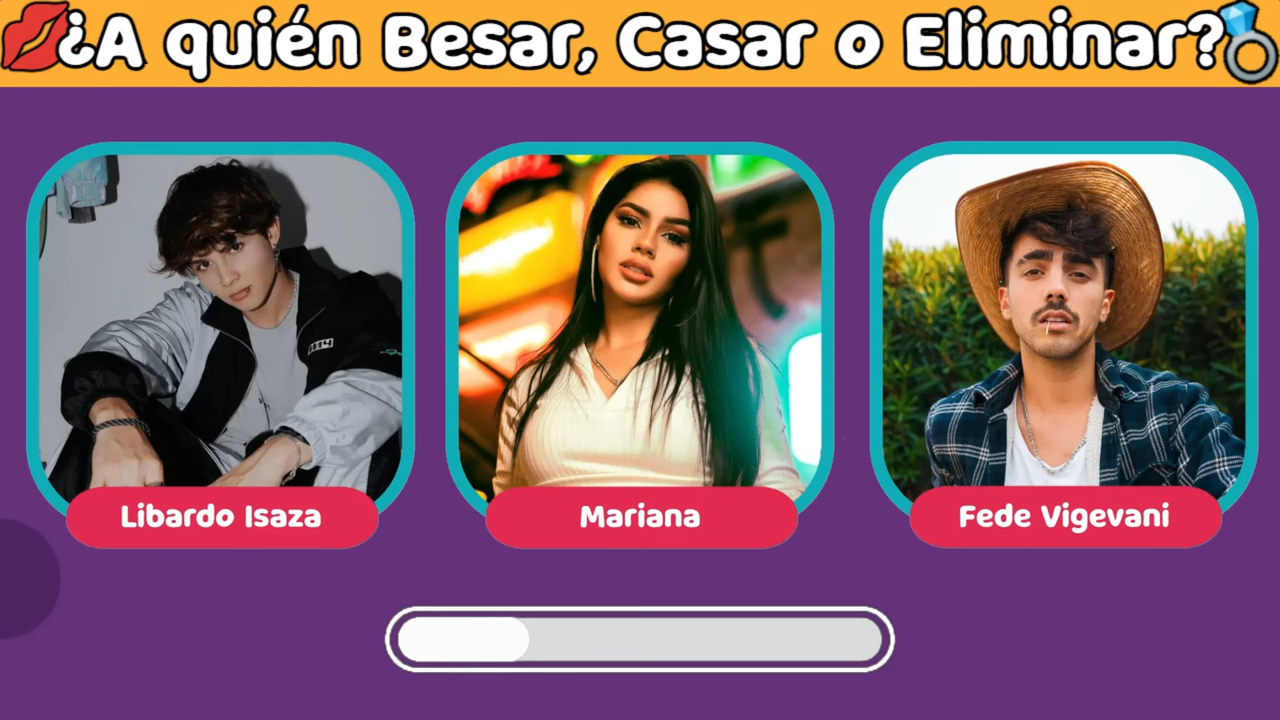 ¿A quién Besar, Casar o Eliminar?
Libardo Isaza
Mariana
Fede Vigevani